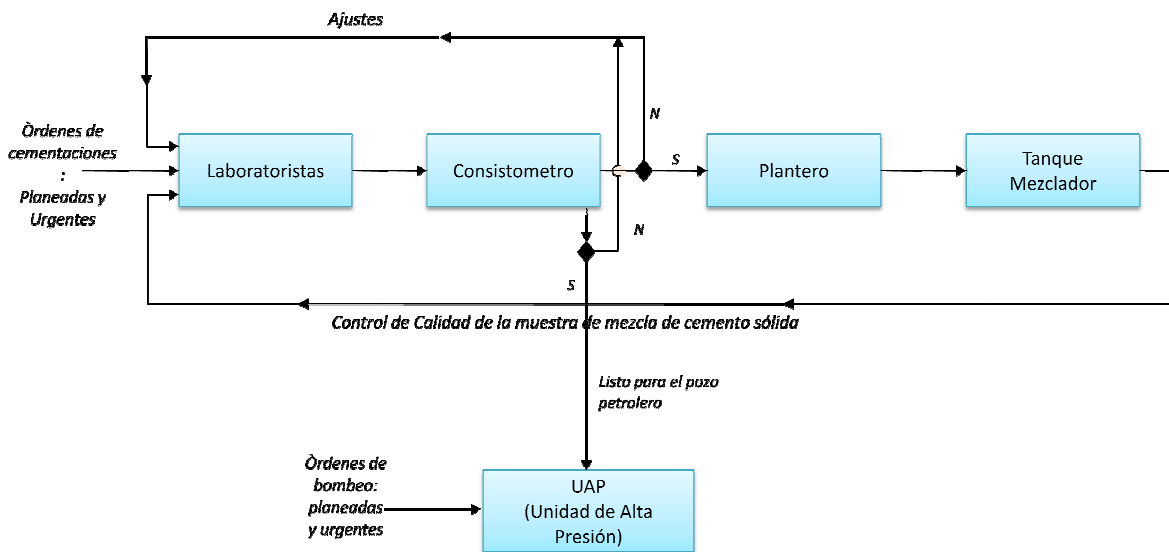 Ajustes
N
Òrdenes de
cementaciones
:
Planeadas y
Urgentes
Laboratoristas
Consistometro
S
Plantero
Tanque
Mezclador
N
S
Control de Calidad de la muestra de mezcla de cemento sólida
Listo para el pozo
petrolero
Òrdenes de
bombeo:
planeadas
y urgentes
UAP
(Unidad de Alta
Presión)